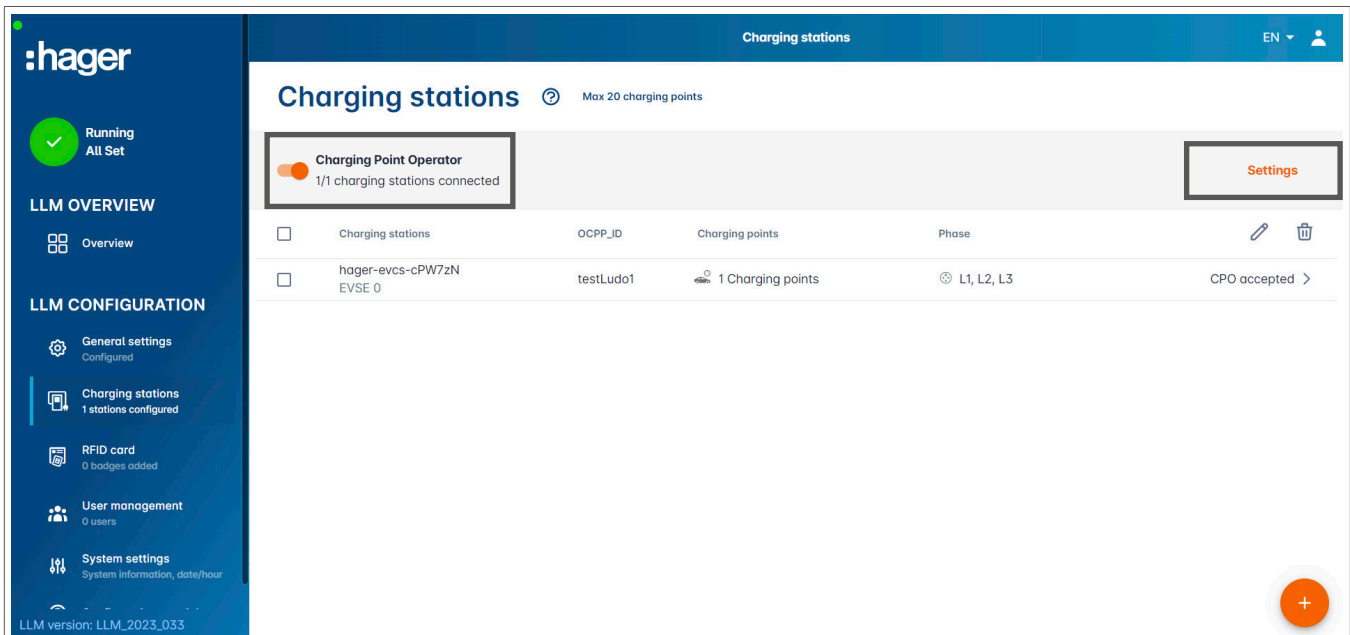 :hager
Running
All Set
LLM OVERVIEW
Overview
LLM CONFIGURATION
General settings
Configured
Charging stations
1 stations configured
RFID card
0 badges added
User management
0 users
System settings
System information, date/hour
LLM version: LLM_2023_033
Charging stations
EN
Charging stations
Max 20 charging points
Charging Point Operator
1/1 charging stations connected
Settings
Charging stations OCPP_ID Charging points Phase
hager-evcs-cPW7zN testLudo1 1 Charging points L1, L2, L3 CPO accepted
EVSE 0